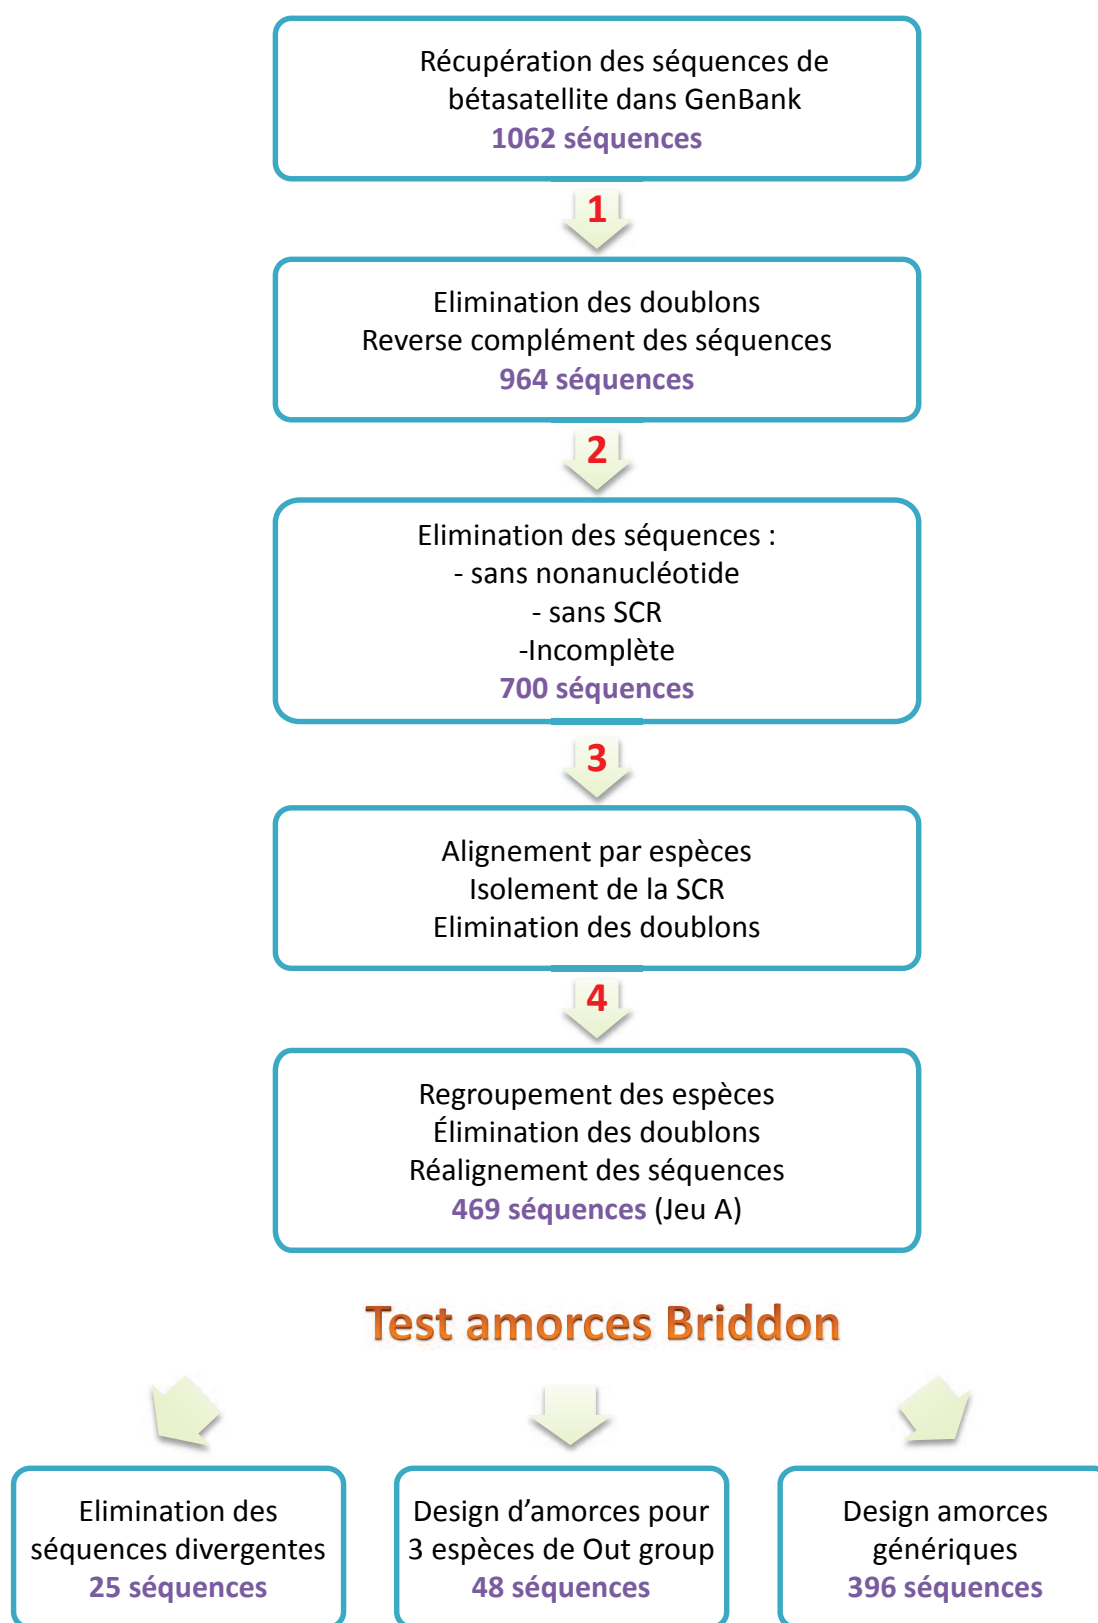 Récupération des séquences de
bétasatellite dans GenBank
1062 séquences
1
Elimination des doublons
Reverse complément des séquences
964 séquences
2
Elimination des séquences :
- sans nonanucléotide
- sans SCR
-Incomplète
700 séquences
3
Alignement par espèces
Isolement de la SCR
Elimination des doublons
4
Regroupement des espèces
Élimination des doublons
Réalignement des séquences
469 séquences (Jeu A)
Test amorces Briddon
Elimination des
séquences divergentes
25 séquences
Design d’amorces pour
3 espèces de Out group
48 séquences
Design amorces
génériques
396 séquences